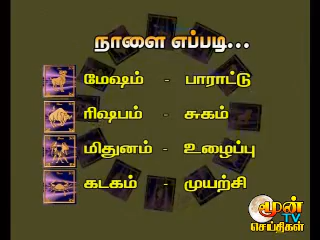 நாளை எப்படி...
மேஷம் - பாராட்டு
ரிஷபம் - சுகம்
மிதுனம் - உழைப்பு
கடகம் - முயற்சி
மூன்
TV
செய்திகள்